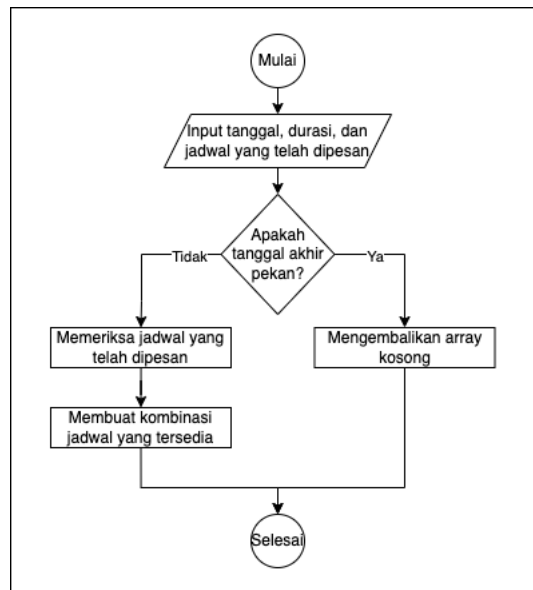 Mulai
Input tanggal, durasi, dan
jadwal yang telah dipesan
Apakah
tanggal akhir
pekan?
Tidak
Ya
Memeriksa jadwal yang
telah dipesan
Mengembalikan array
kosong
Membuat kombinasi
jadwal yang tersedia
Selesai